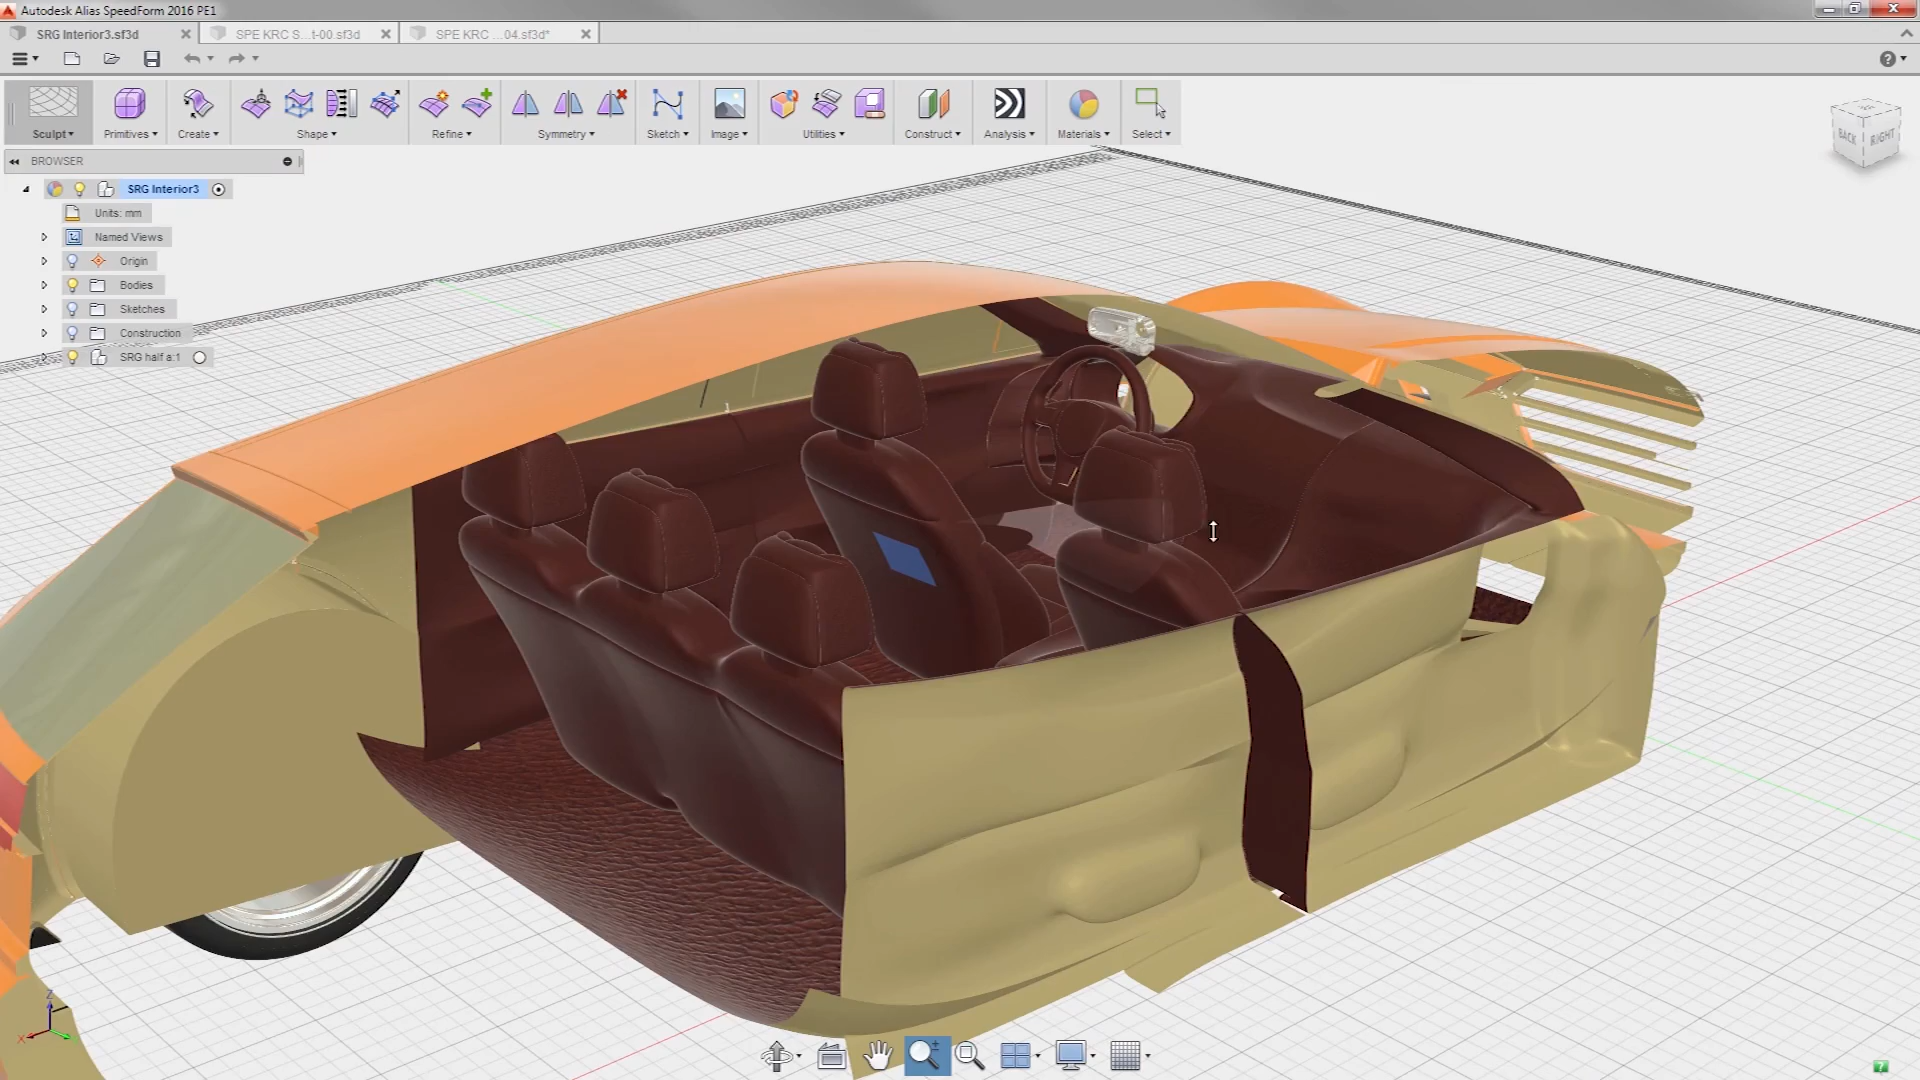 Autodesk Alias SpeedForm 2016 PE1
SRG Interior3.sf3d
SPE KRC S...t-00.sf3d
SPE KRC ...04.sf3d*
Sculpt
Primitives
Create
Shape
Refine
Symmetry
Sketch
Image
Utilities
Construct
Analysis
Materials
Select
BACK
RIGHT
BROWSER
SRG Interior3
Units: mm
Named Views
Origin
Bodies
Sketches
Construction
SRG half a:1
Z
X